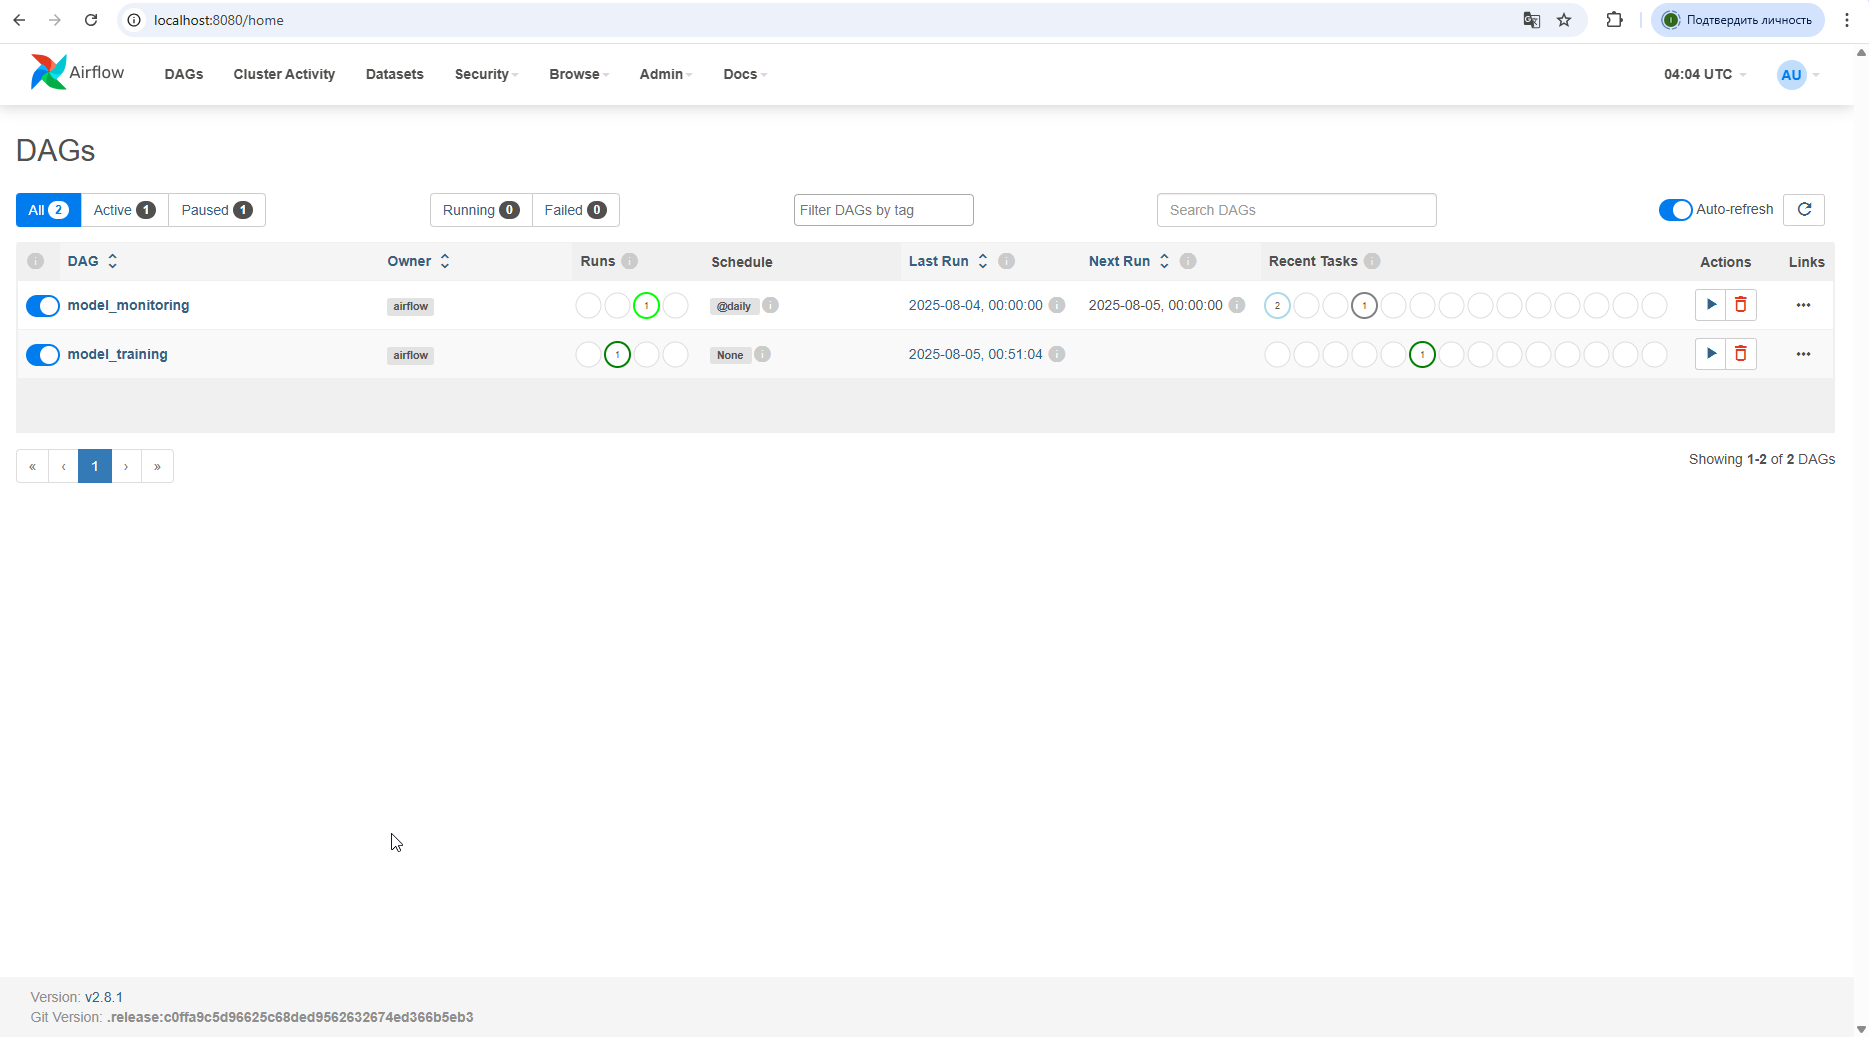 localhost:8080/home
Подтвердить личность
Airflow DAGs Cluster Activity Datasets Security Browse Admin Docs 04:04 UTC AU
DAGs
All 2 Active 1 Paused 1 Running 0 Failed 0 Filter DAGs by tag Search DAGs Auto-refresh
DAG Owner Runs Schedule Last Run Next Run Recent Tasks Actions Links
model_monitoring airflow 1 @daily 2025-08-04, 00:00:00 2025-08-05, 00:00:00 2 1
model_training airflow 1 None 2025-08-05, 00:51:04 1
« ‹ 1 › » Showing 1-2 of 2 DAGs
Version: v2.8.1
Git Version: .release:c0ffa9c5d96625c68ded9562632674ed366b5eb3